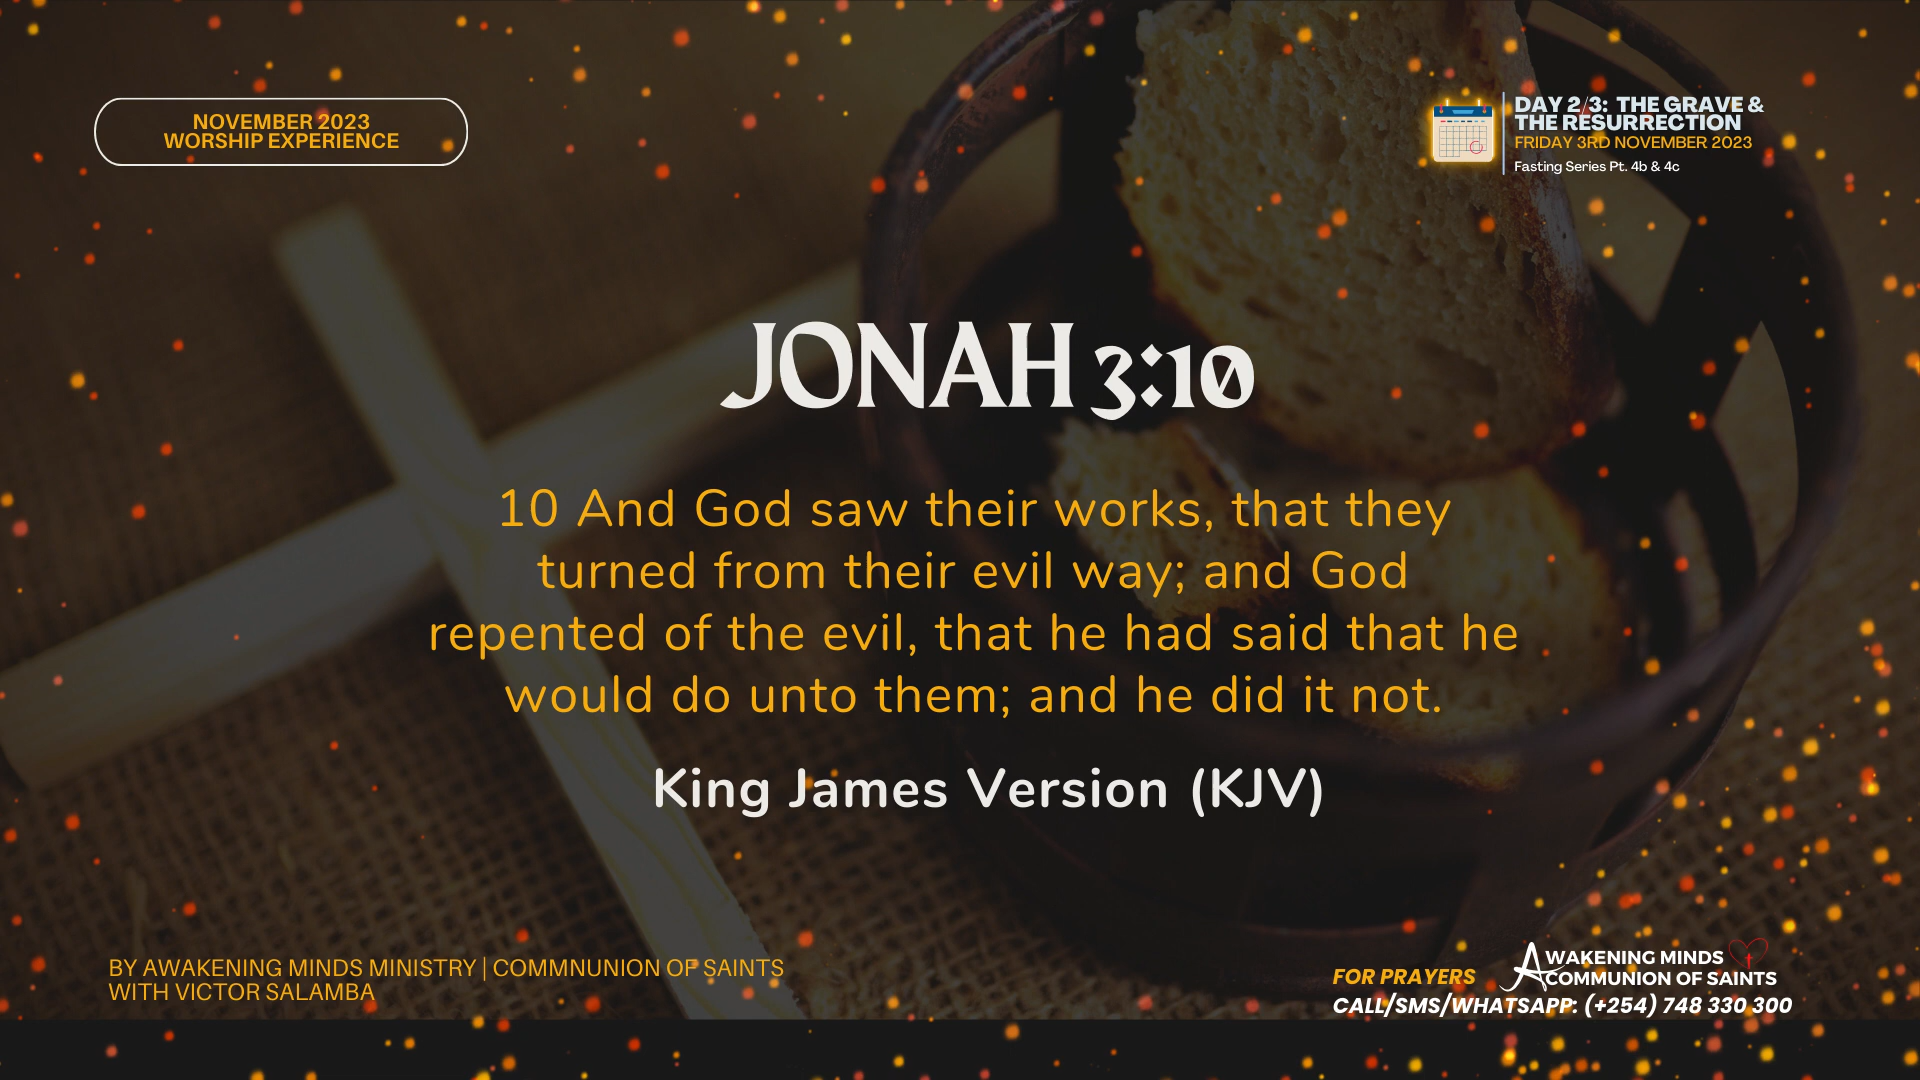 NOVEMBER 2023
WORSHIP EXPERIENCE
DAY 2/3: THE GRAVE &
THE RESURRECTION
FRIDAY 3RD NOVEMBER 2023
Fasting Series Pt. 4b & 4c
JONAH 3:10
10 And God saw their works, that they
turned from their evil way; and God
repented of the evil, that he had said that he
would do unto them; and he did it not.
King James Version (KJV)
BY AWAKENING MINDS MINISTRY | COMMNUNION OF SAINTS
WITH VICTOR SALAMBA
FOR PRAYERS
AWAKENING MINDS
COMMUNION OF SAINTS
CALL/SMS/WHATSAPP: (+254) 748 330 300